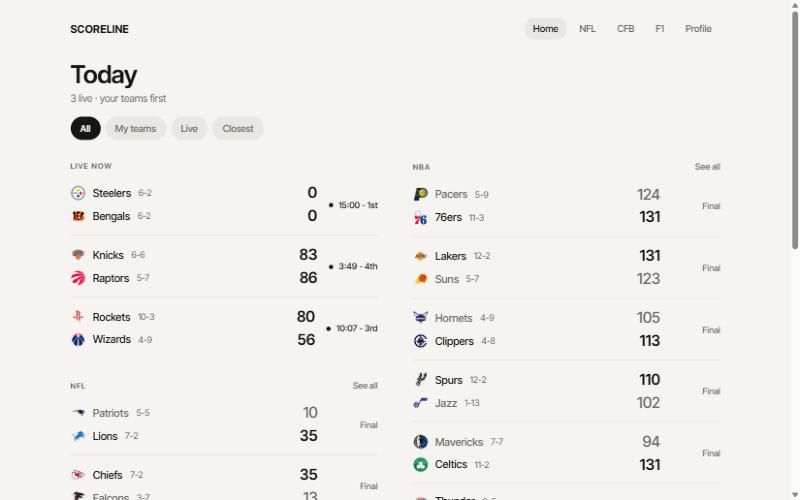 SCORELINE
Home NFL CFB F1 Profile
Today
3 live · your teams first
All My teams Live Closest
LIVE NOW
Steelers 6-2 0
Bengals 6-2 0
15:00 - 1st
Knicks 6-6 83
Raptors 5-7 86
3:49 - 4th
Rockets 10-3 80
Wizards 4-9 56
10:07 - 3rd
NFL See all
Patriots 5-5 10
Lions 7-2 35
Final
Chiefs 7-2 35
Falcons 3-7 13
Final
NBA See all
Pacers 5-9 124
76ers 11-3 131
Final
Lakers 12-2 131
Suns 5-7 123
Final
Hornets 4-9 105
Clippers 4-8 113
Final
Spurs 12-2 110
Jazz 1-13 102
Final
Mavericks 7-7 94
Celtics 11-2 131
Final